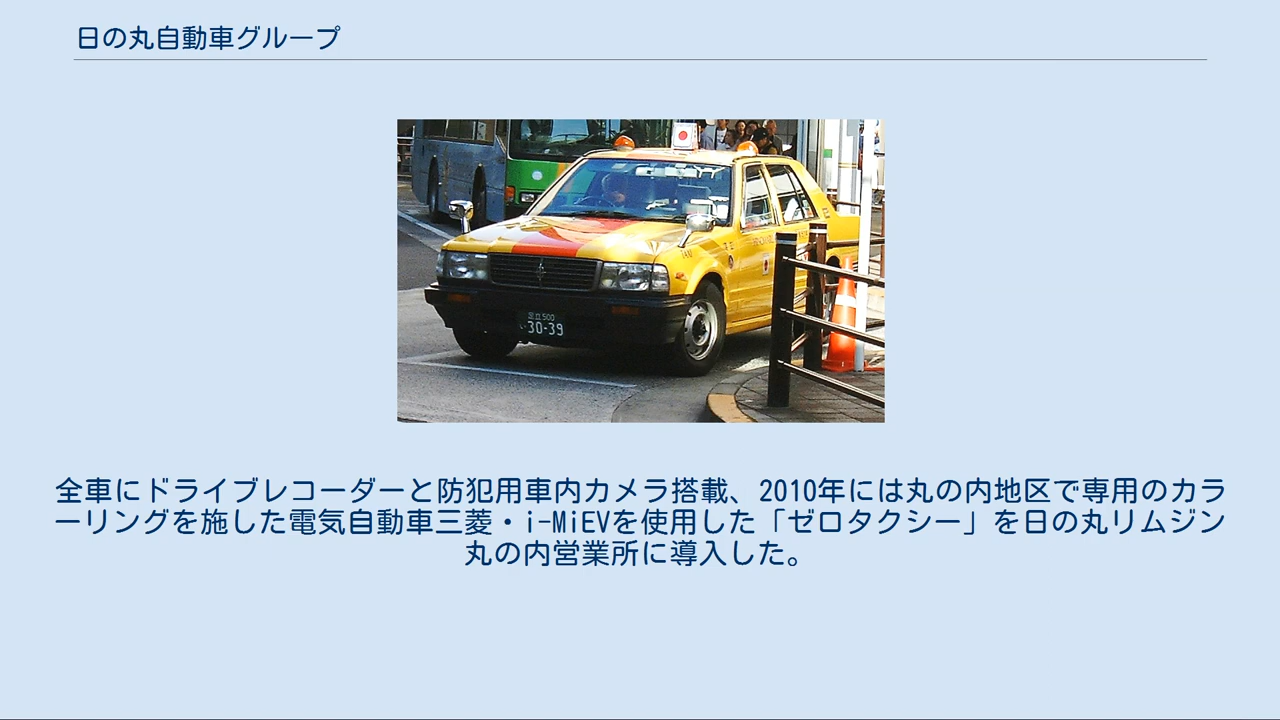 日の丸自動車グループ
足立 500
30-39
全車にドライブレコーダーと防犯用車内カメラ搭載、2010年には丸の内地区で専用のカラ
ーリングを施した電気自動車三菱・i-MiEVを使用した「ゼロタクシー」を日の丸リムジン
丸の内営業所に導入した。